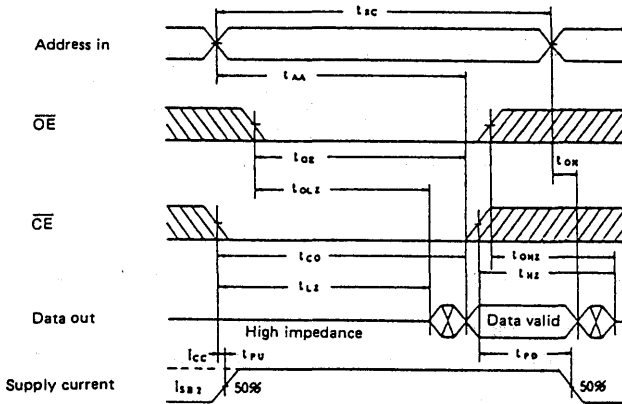 tRC
Address in
tAA
OE
tOE
tOH
tOLZ
CE
tCO
tOHZ
tHZ
tLZ
Data out
High impedance
Data valid
ICC
tPU
tPD
Supply current
ISB2
50%
50%